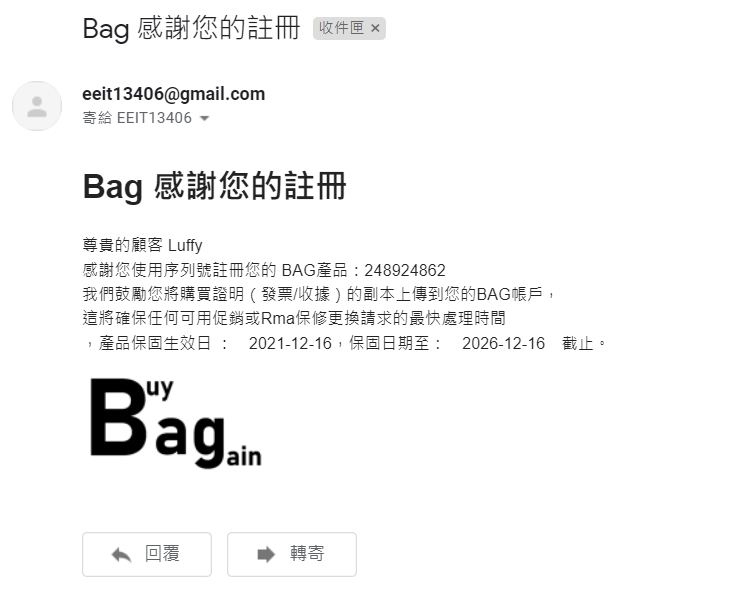 Bag 感謝您的註冊 收件匣 ×
eeit13406@gmail.com
寄給 EEIT13406
Bag 感謝您的註冊
尊貴的顧客 Luffy
感謝您使用序列號註冊您的 BAG產品：248924862
我們鼓勵您將購買證明（發票/收據）的副本上傳到您的BAG帳戶，
這將確保任何可用促銷或Rma保修更換請求的最快處理時間
，產品保固生效日 ： 2021-12-16，保固日期至： 2026-12-16 截止。
Buy
Bagain
回覆 轉寄